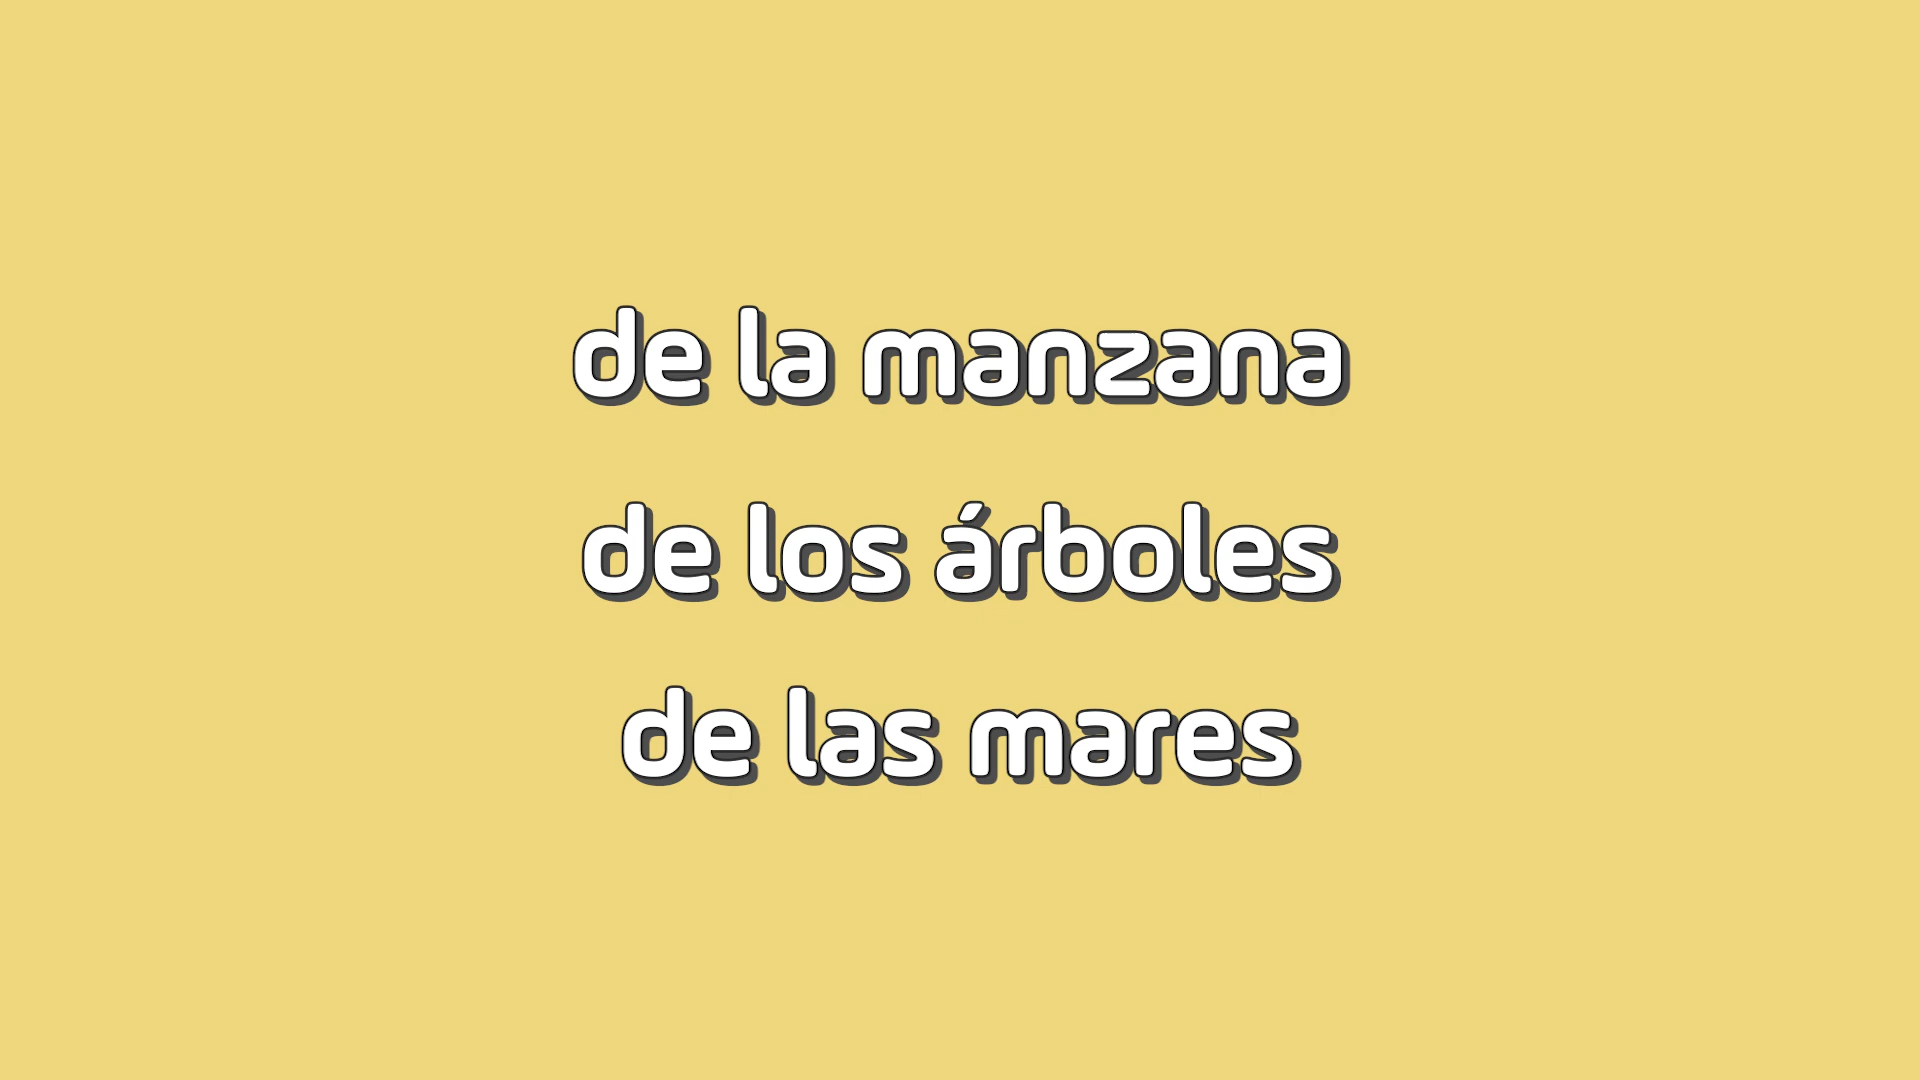 de la manzana
de los árboles
de las mares